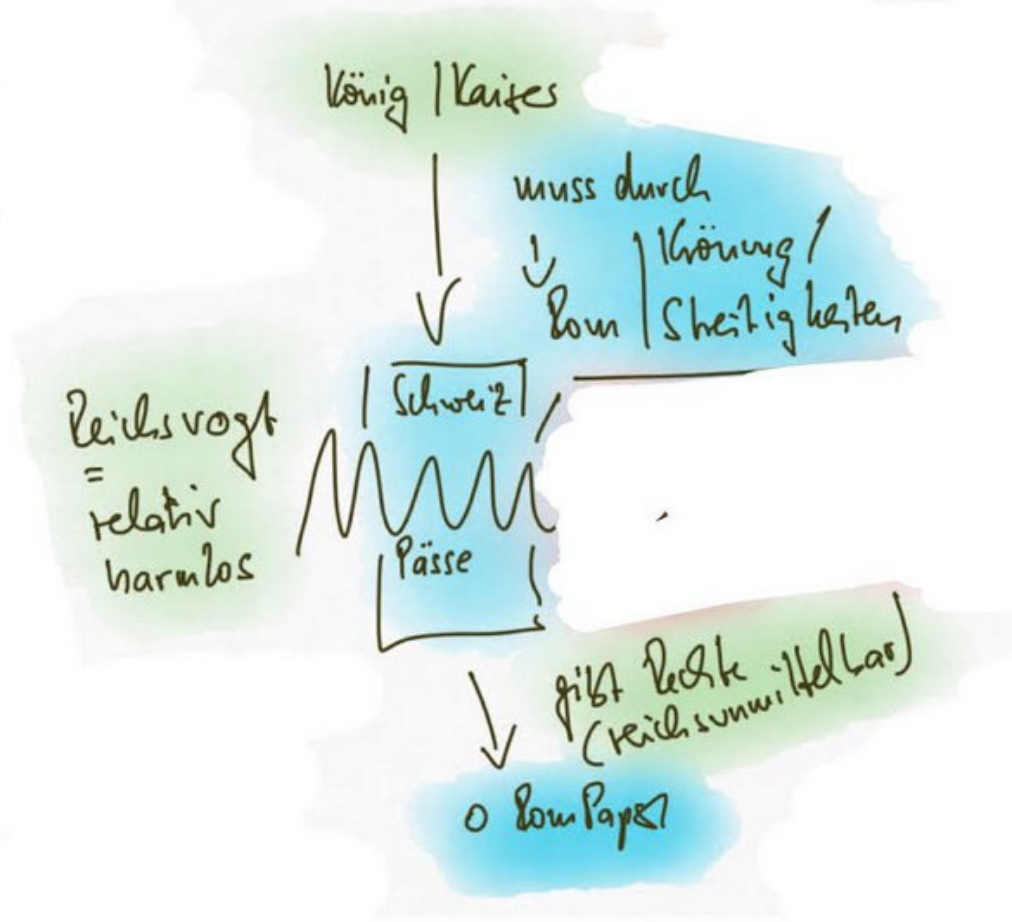 König / Kaiser
muss durch
Krönung /
Rom
Streitigkeiten
Schweiz
Reichsvogt
=
relativ
harmlos
Pässe
gibt Rechte
(reichsunmittelbar)
Rom Papst